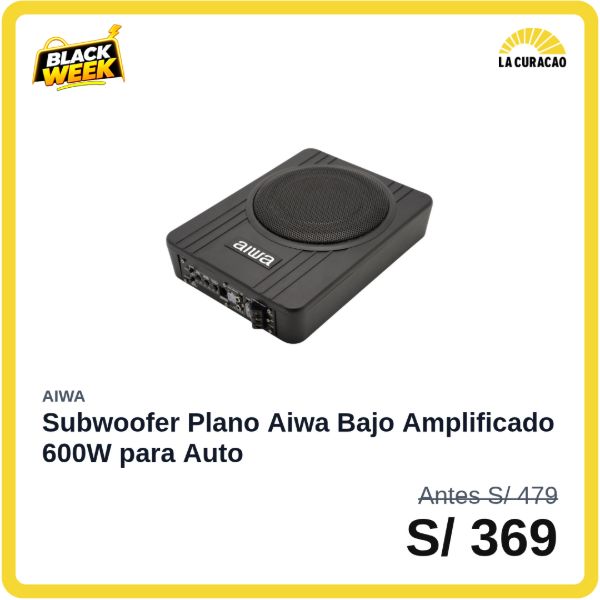 BLACK
WEEK
LA CURACAO
aiwa
AIWA
Subwoofer Plano Aiwa Bajo Amplificado
600W para Auto
Antes S/ 479
S/ 369